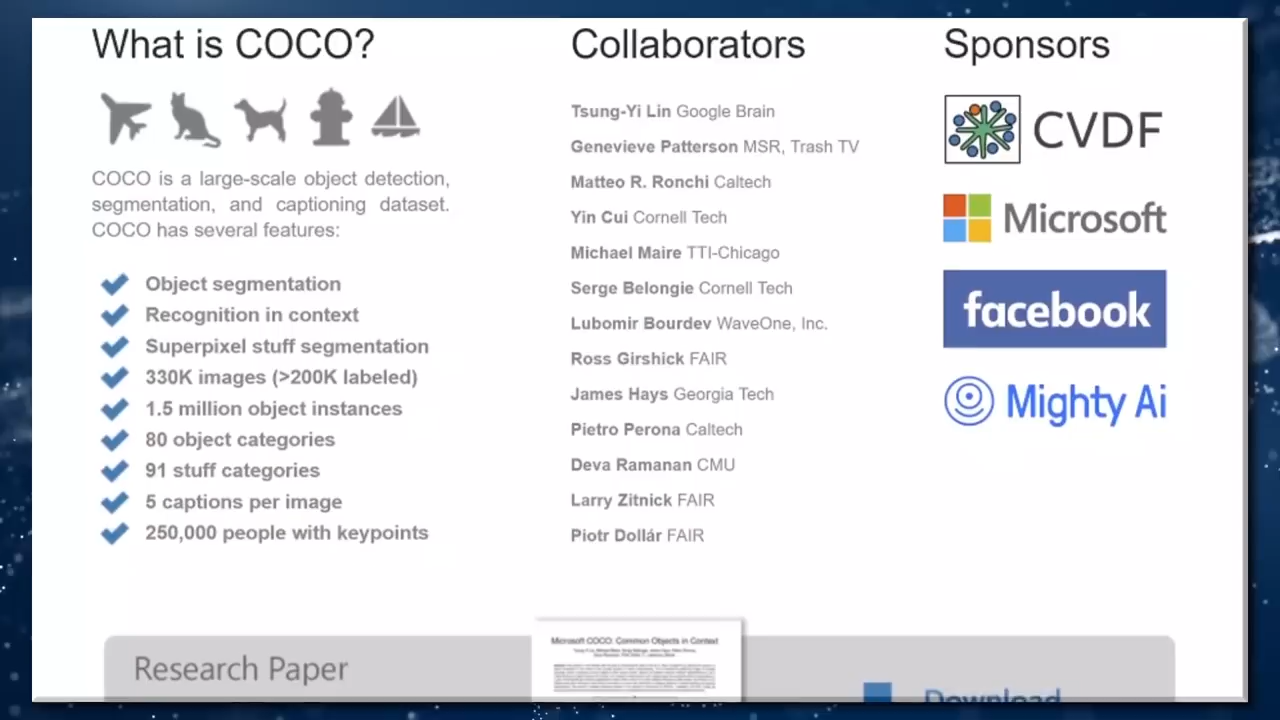 What is COCO?
COCO is a large-scale object detection,
segmentation, and captioning dataset.
COCO has several features:
Object segmentation
Recognition in context
Superpixel stuff segmentation
330K images (>200K labeled)
1.5 million object instances
80 object categories
91 stuff categories
5 captions per image
250,000 people with keypoints
Collaborators
Tsung-Yi Lin Google Brain
Genevieve Patterson MSR, Trash TV
Matteo R. Ronchi Caltech
Yin Cui Cornell Tech
Michael Maire TTI-Chicago
Serge Belongie Cornell Tech
Lubomir Bourdev WaveOne, Inc.
Ross Girshick FAIR
James Hays Georgia Tech
Pietro Perona Caltech
Deva Ramanan CMU
Larry Zitnick FAIR
Piotr Dollár FAIR
Sponsors
CVDF
Microsoft
facebook
Mighty Ai
Research Paper
Microsoft COCO: Common Objects in Context
Download